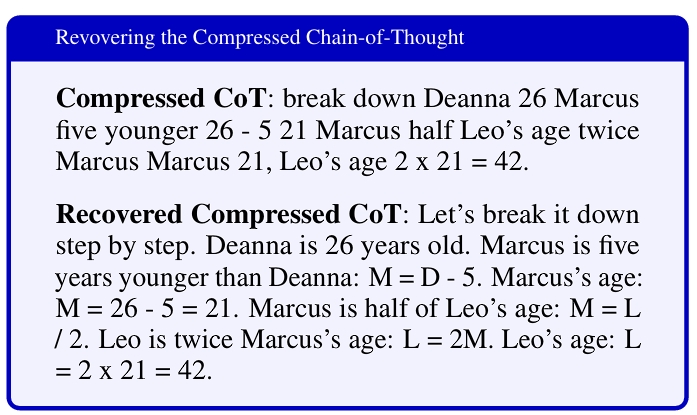 Revovering the Compressed Chain-of-Thought
Compressed CoT: break down Deanna 26 Marcus
five younger 26 - 5 21 Marcus half Leo's age twice
Marcus Marcus 21, Leo's age 2 x 21 = 42.
Recovered Compressed CoT: Let's break it down
step by step. Deanna is 26 years old. Marcus is five
years younger than Deanna: M = D - 5. Marcus's age:
M = 26 - 5 = 21. Marcus is half of Leo's age: M = L
/ 2. Leo is twice Marcus's age: L = 2M. Leo's age: L
= 2 x 21 = 42.